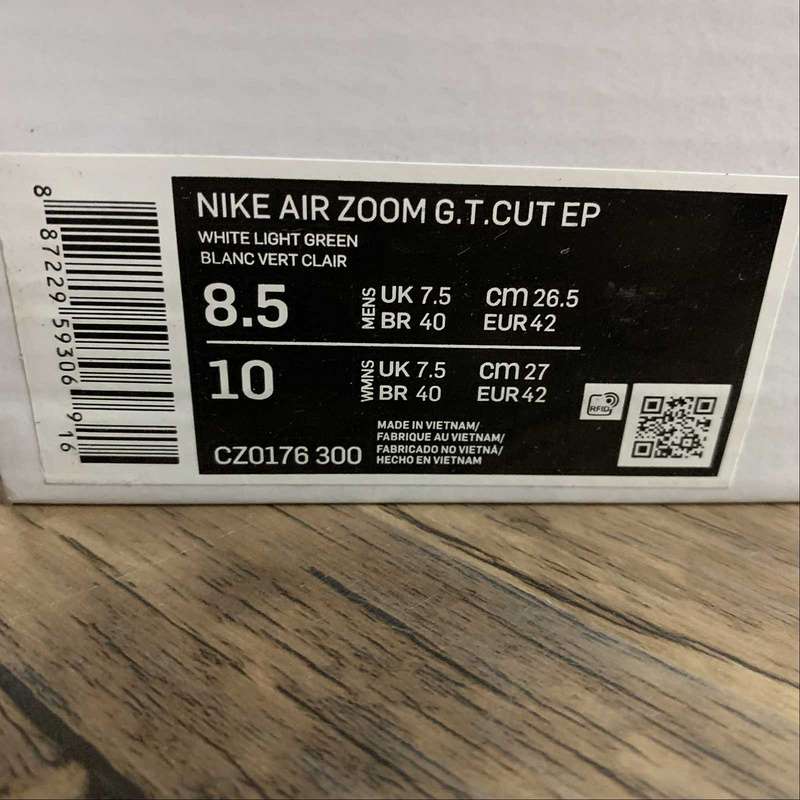 NIKE AIR ZOOM G.T.CUT EP
WHITE LIGHT GREEN
BLANC VERT CLAIR
8.5 MENS UK 7.5 cm 26.5
BR 40 EUR 42
10 WMNS UK 7.5 cm 27
BR 40 EUR 42
CZ0176 300
MADE IN VIETNAM/
FABRIQUE AU VIETNAM/
FABRICADO NO VIETNÃ/
HECHO EN VIETNAM
RFID
8 87229 59306 9 16